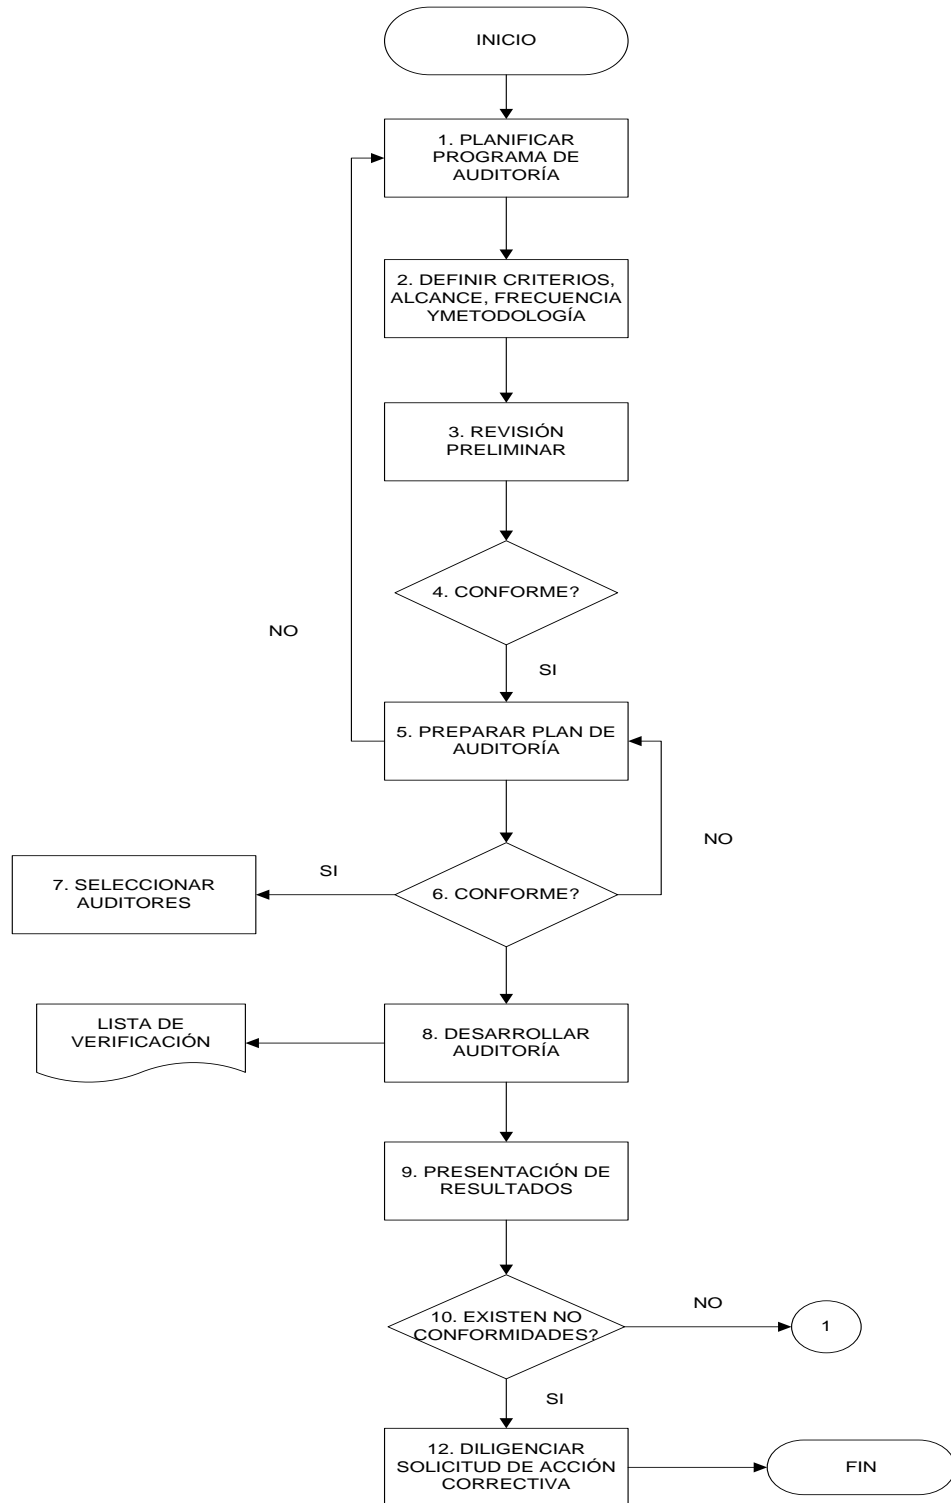 INICIO
1. PLANIFICAR
PROGRAMA DE
AUDITORÍA
2. DEFINIR CRITERIOS,
ALCANCE, FRECUENCIA
YMETODOLOGÍA
3. REVISIÓN
PRELIMINAR
4. CONFORME?
NO
SI
5. PREPARAR PLAN DE
AUDITORÍA
NO
SI
7. SELECCIONAR
AUDITORES
6. CONFORME?
LISTA DE
VERIFICACIÓN
8. DESARROLLAR
AUDITORÍA
9. PRESENTACIÓN DE
RESULTADOS
10. EXISTEN NO
CONFORMIDADES?
NO
1
SI
12. DILIGENCIAR
SOLICITUD DE ACCIÓN
CORRECTIVA
FIN